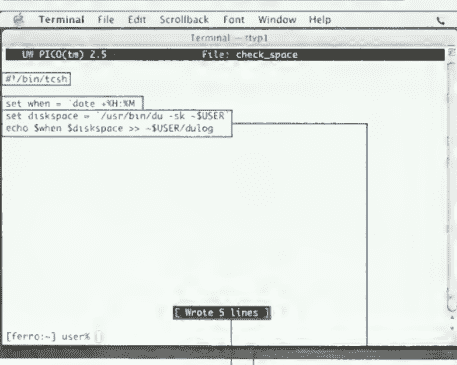 Terminal File Edit Scrollback Font Window Help
Terminal — ttyp1
UW PICO(tm) 2.5 File: check_space
#!/bin/tcsh
set when = `date +%H:%M`
set diskspace = `/usr/bin/du -sk ~$USER`
echo $when $diskspace >> ~$USER/dulog
[ Wrote 5 lines ]
[ferro:~] user%